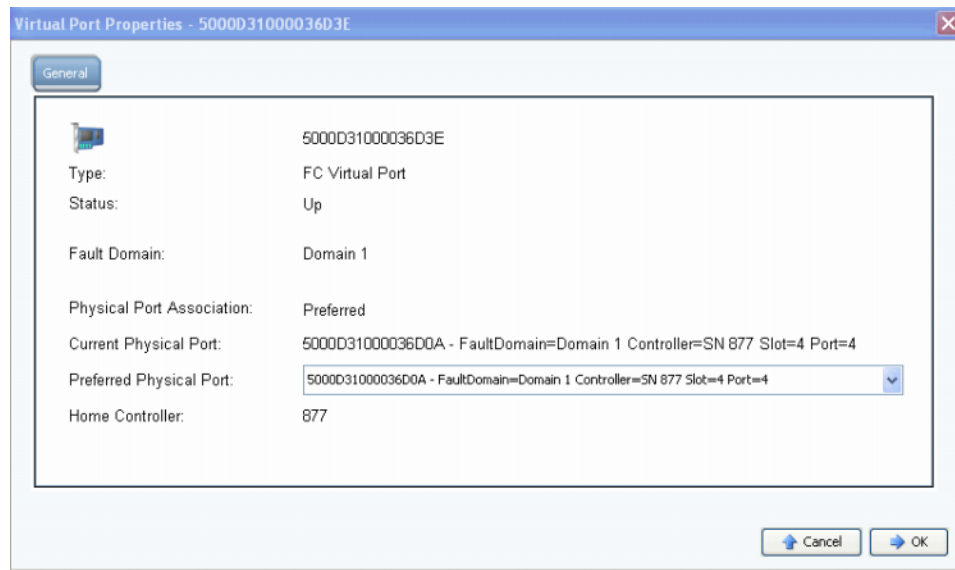 Virtual Port Properties - 5000D31000036D3E
General
5000D31000036D3E
Type: FC Virtual Port
Status: Up
Fault Domain: Domain 1
Physical Port Association: Preferred
Current Physical Port: 5000D31000036D0A - FaultDomain=Domain 1 Controller=SN 877 Slot=4 Port=4
Preferred Physical Port: 5000D31000036D0A - FaultDomain=Domain 1 Controller=SN 877 Slot=4 Port=4
Home Controller: 877
Cancel OK